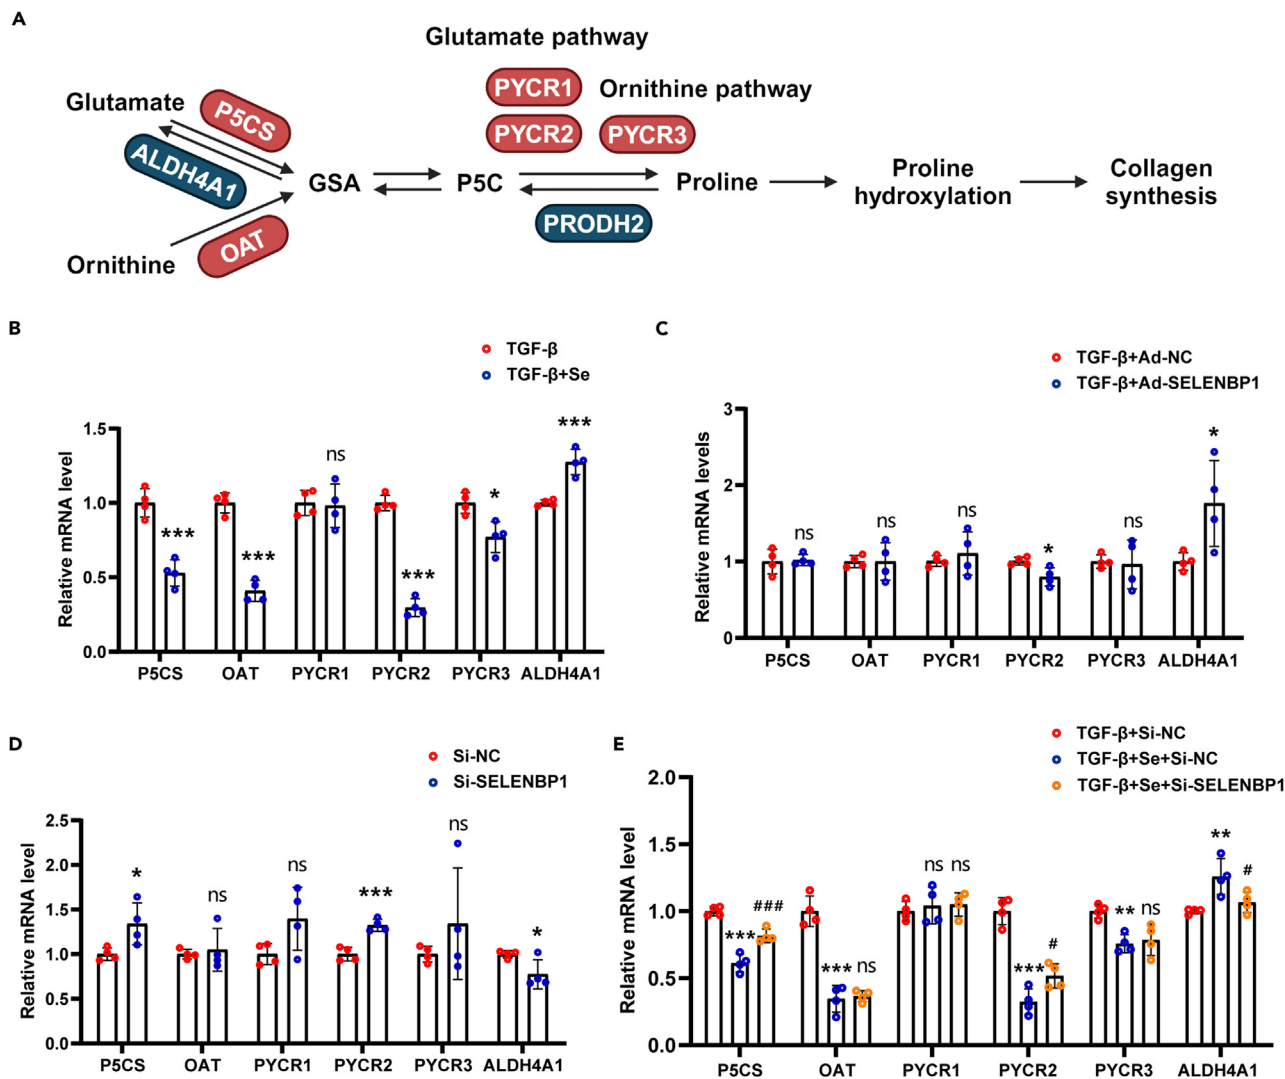 A
Glutamate pathway
PYCR1
Ornithine pathway
Glutamate
P5CS
PYCR2
PYCR3
ALDH4A1
GSA
P5C
Proline
Proline
hydroxylation
Collagen
synthesis
PRODH2
OAT
Ornithine
B
TGF-β
TGF-β+Se
Relative mRNA level
1.5
1.0
0.5
0.0
***
***
ns
***
*
***
P5CS OAT PYCR1 PYCR2 PYCR3 ALDH4A1
C
TGF-β+Ad-NC
TGF-β+Ad-SELENBP1
Relative mRNA levels
3
2
1
0
ns
ns
ns
*
ns
*
P5CS OAT PYCR1 PYCR2 PYCR3 ALDH4A1
D
Si-NC
Si-SELENBP1
Relative mRNA level
2.5
2.0
1.5
1.0
0.5
0.0
*
ns
ns
***
ns
*
P5CS OAT PYCR1 PYCR2 PYCR3 ALDH4A1
E
TGF-β+Si-NC
TGF-β+Se+Si-NC
TGF-β+Se+Si-SELENBP1
Relative mRNA level
2.0
1.5
1.0
0.5
0.0
*** ###
*** ns
ns ns
*** #
** ns
** #
P5CS OAT PYCR1 PYCR2 PYCR3 ALDH4A1